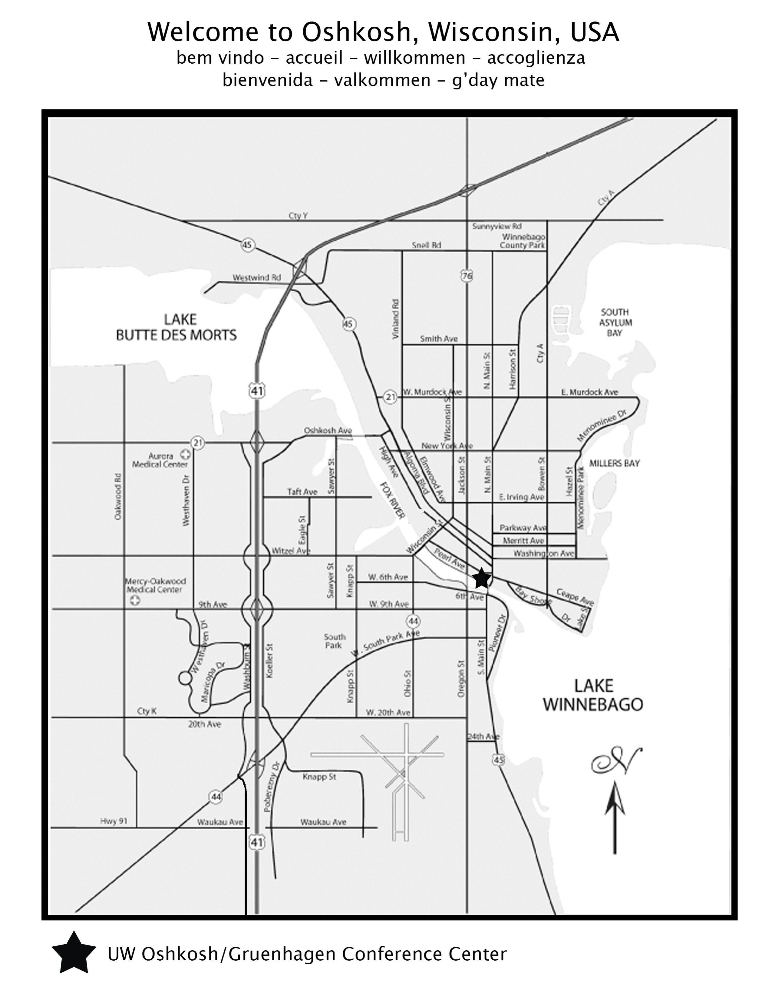 Welcome to Oshkosh, Wisconsin, USA
bem vindo – accueil – willkommen – accoglienza
bienvenida – valkommen – g’day mate
Cty A
Cty Y
Sunnyview Rd
Winnebago
County Park
45
Snell Rd
76
Westwind Rd
Vinland Rd
LAKE
BUTTE DES MORTS
45
SOUTH
ASYLUM
BAY
Smith Ave
N. Main St
Harrison St
Cty A
41
21
W. Murdock Ave
E. Murdock Ave
Wisconsin St
Menominee Dr
Oshkosh Ave
21
New York Ave
Aurora
Medical Center
High Ave
Algoma Blvd
Elmwood Ave
Jackson St
N. Main St
Bowen St
Hazel St
Menominee Park
MILLERS BAY
Oakwood Rd
Westhaven Dr
Sawyer St
Taft Ave
FOX RIVER
E. Irving Ave
Eagle St
Parkway Ave
Merritt Ave
Washington Ave
Wisconsin St
Witzel Ave
Pearl Ave
Sawyer St
Knapp St
W. 6th Ave
Mercy-Oakwood
Medical Center
6th Ave
Bay Shore
Dr
Ceape Ave
Lake St
9th Ave
W. 9th Ave
44
Westhaven Dr
South
Park
W. South Park Ave
Pioneer Dr
Maricopa Dr
Washburn St
Koeller St
Knapp St
Ohio St
Oregon St
S. Main St
LAKE
WINNEBAGO
Cty K
20th Ave
W. 20th Ave
24th Ave
45
N
Poberezny Dr
Knapp St
44
Hwy 91
Waukau Ave
Waukau Ave
41
UW Oshkosh/Gruenhagen Conference Center